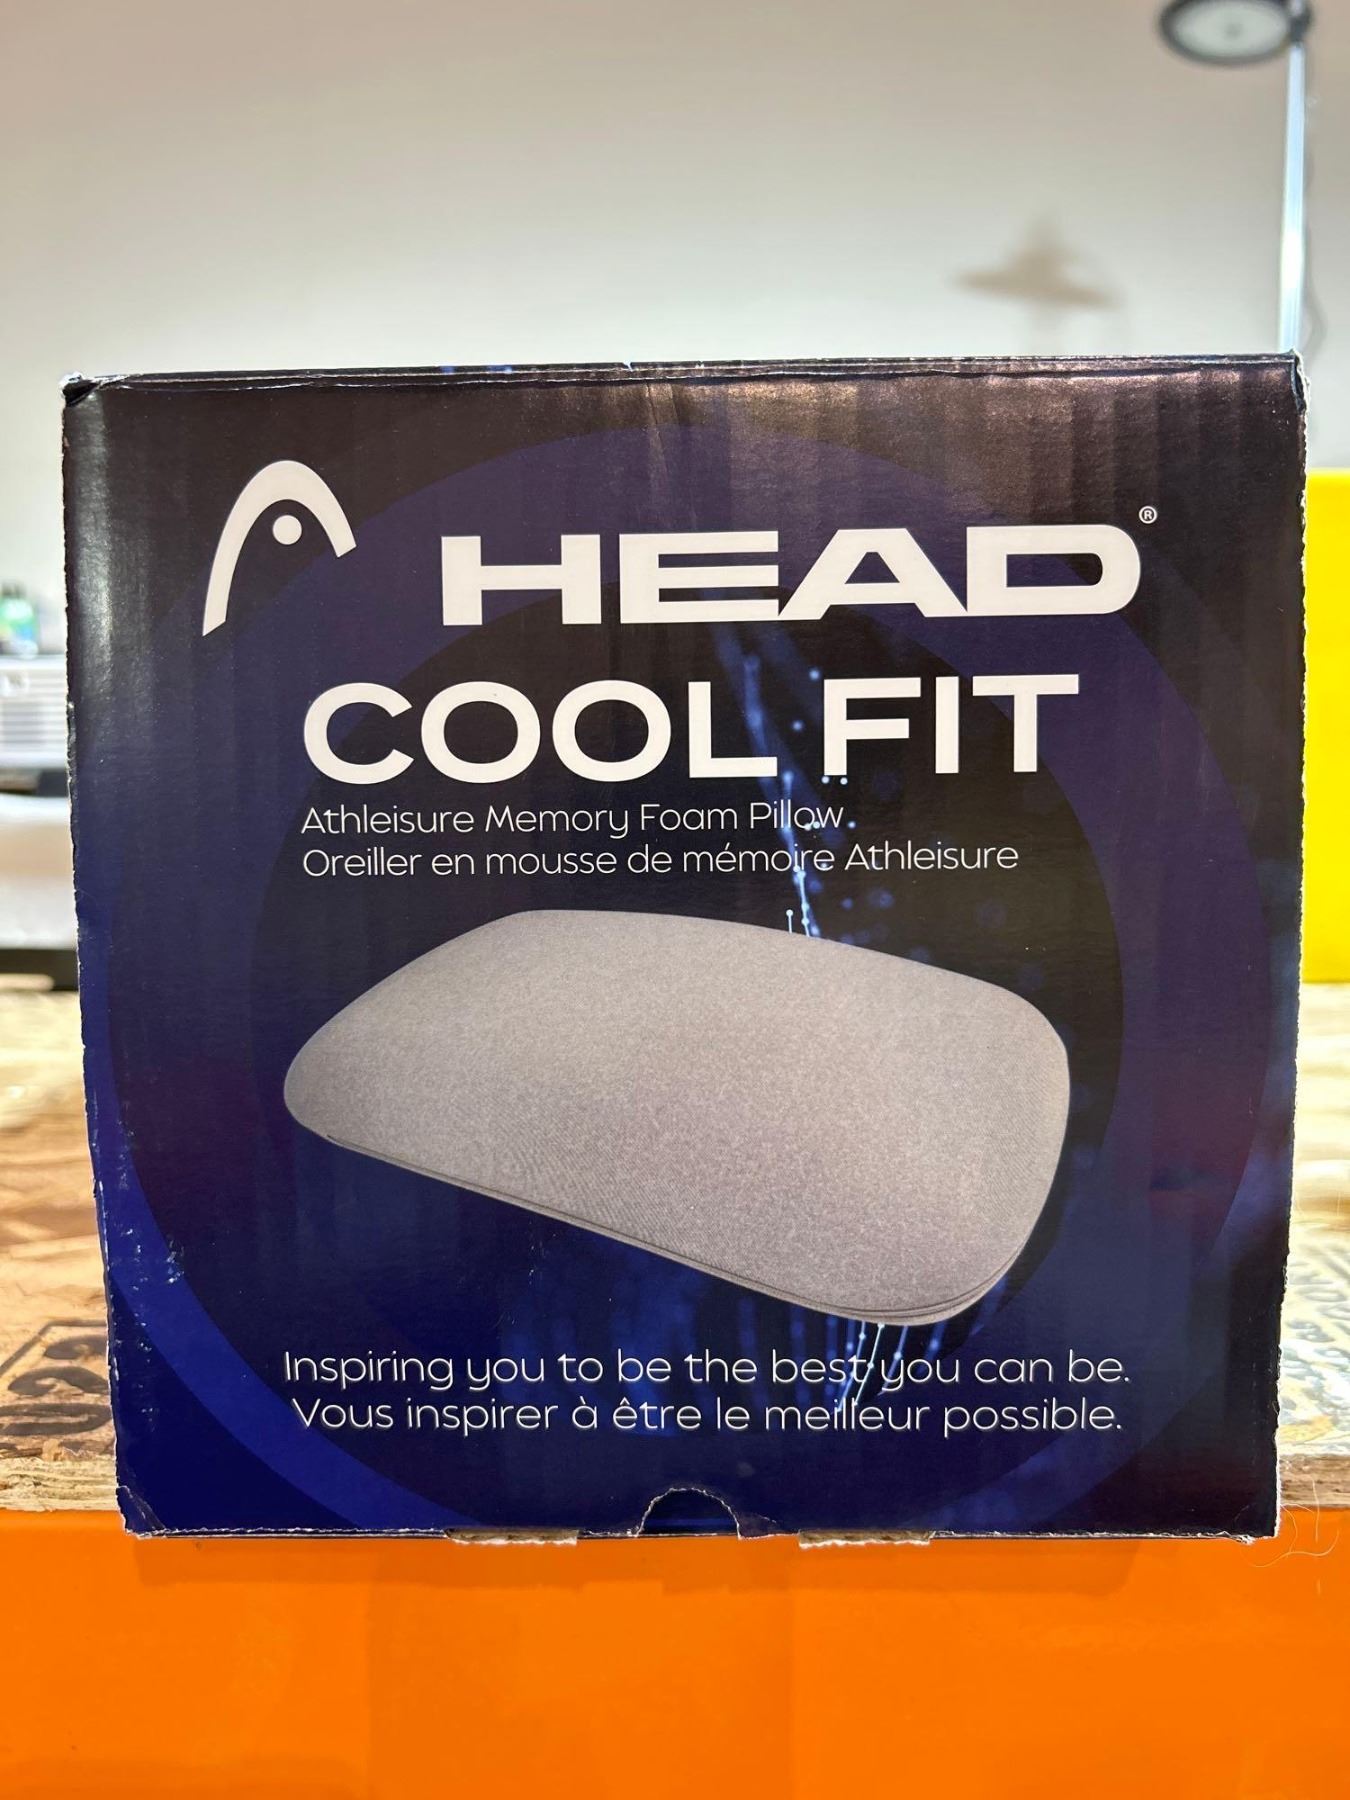 HEAD®
COOL FIT
Athleisure Memory Foam Pillow
Oreiller en mousse de mémoire Athleisure
Inspiring you to be the best you can be.
Vous inspirer à être le meilleur possible.